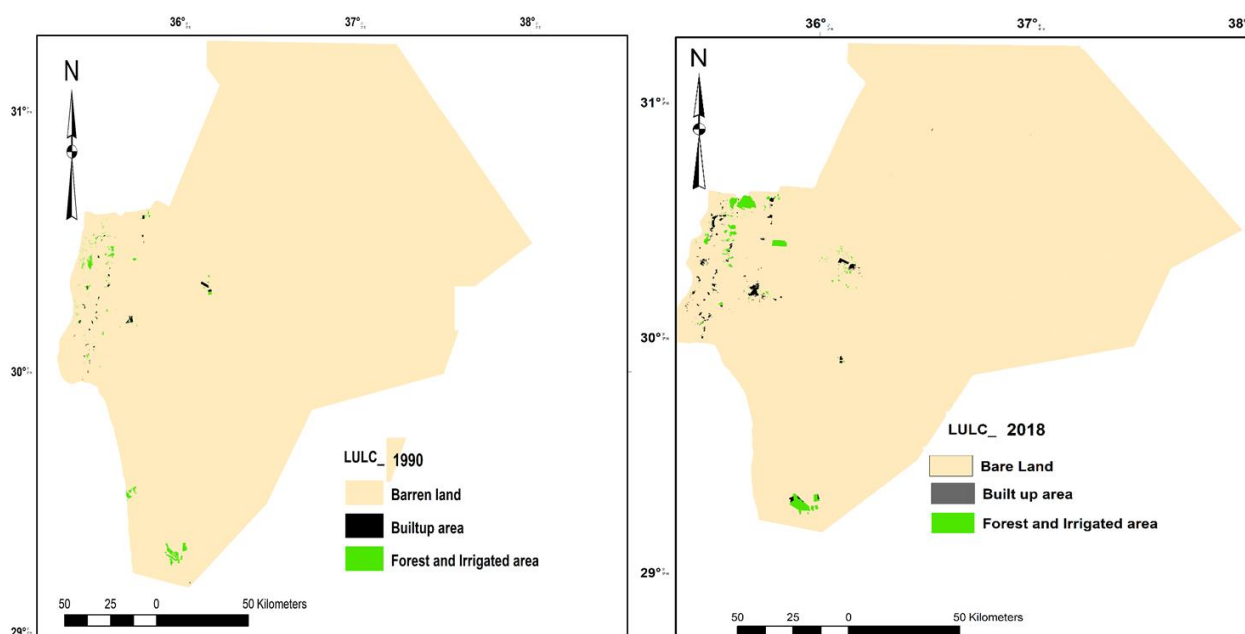 36°
37°
38°
N
31°
30°
29°
LULC_ 1990
Barren land
Builtup area
Forest and Irrigated area
50 25 0 50 Kilometers
36°
37°
38°
N
31°
30°
29°
LULC_ 2018
Bare Land
Built up area
Forest and Irrigated area
50 25 0 50 Kilometers